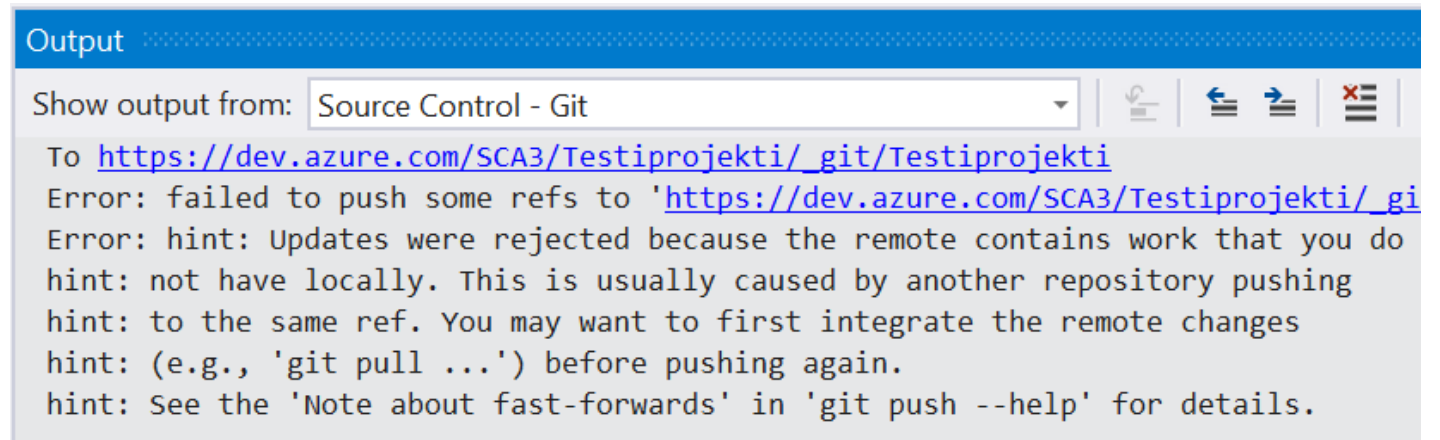 Output
Show output from: Source Control - Git
To https://dev.azure.com/SCA3/Testiprojekti/_git/Testiprojekti
Error: failed to push some refs to 'https://dev.azure.com/SCA3/Testiprojekti/_gi
Error: hint: Updates were rejected because the remote contains work that you do
hint: not have locally. This is usually caused by another repository pushing
hint: to the same ref. You may want to first integrate the remote changes
hint: (e.g., 'git pull ...') before pushing again.
hint: See the 'Note about fast-forwards' in 'git push --help' for details.